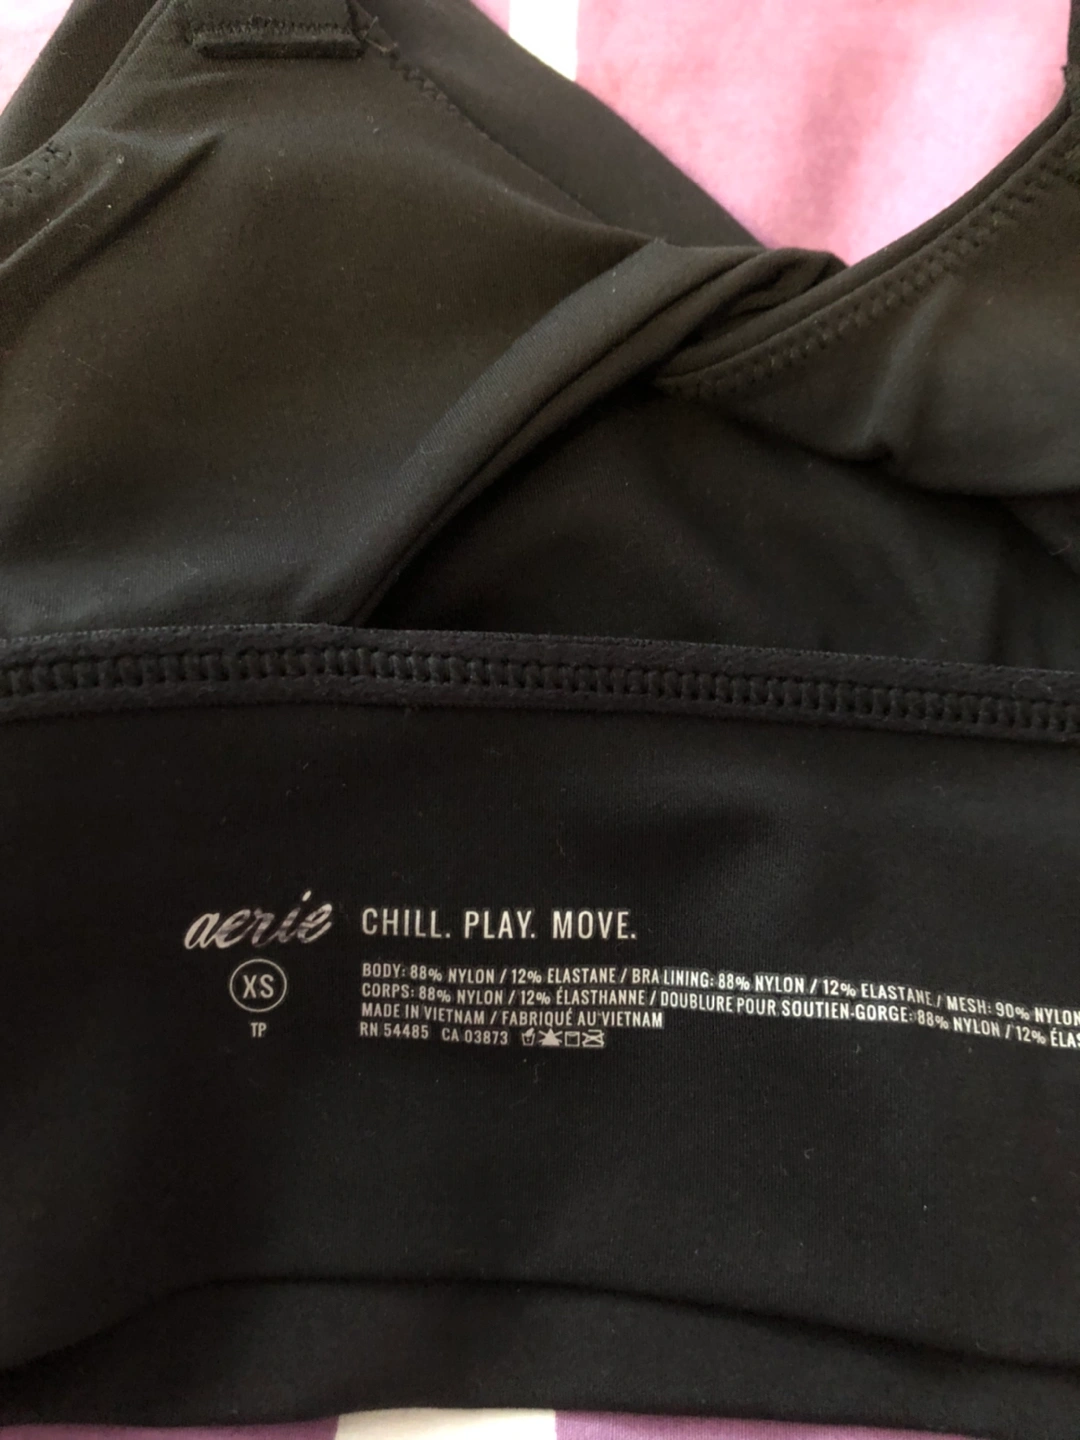 aerie CHILL. PLAY. MOVE.
XS
TP
BODY: 88% NYLON / 12% ELASTANE / BRA LINING: 88% NYLON / 12% ELASTANE / MESH: 90% NYLON
CORPS: 88% NYLON / 12% ÉLASTHANNE / DOUBLURE POUR SOUTIEN-GORGE: 88% NYLON / 12% ÉLAS
MADE IN VIETNAM / FABRIQUÉ AU VIETNAM
RN 54485 CA 03873